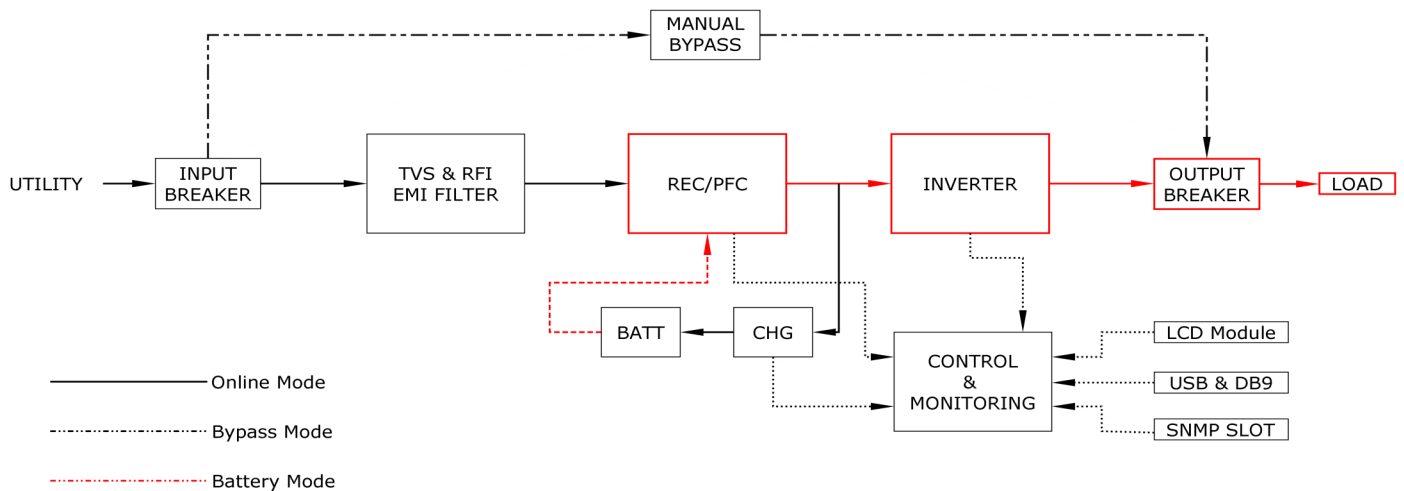 MANUAL
BYPASS
UTILITY
INPUT
BREAKER
TVS & RFI
EMI FILTER
REC/PFC
INVERTER
OUTPUT
BREAKER
LOAD
BATT
CHG
CONTROL
&
MONITORING
LCD Module
USB & DB9
SNMP SLOT
Online Mode
Bypass Mode
Battery Mode